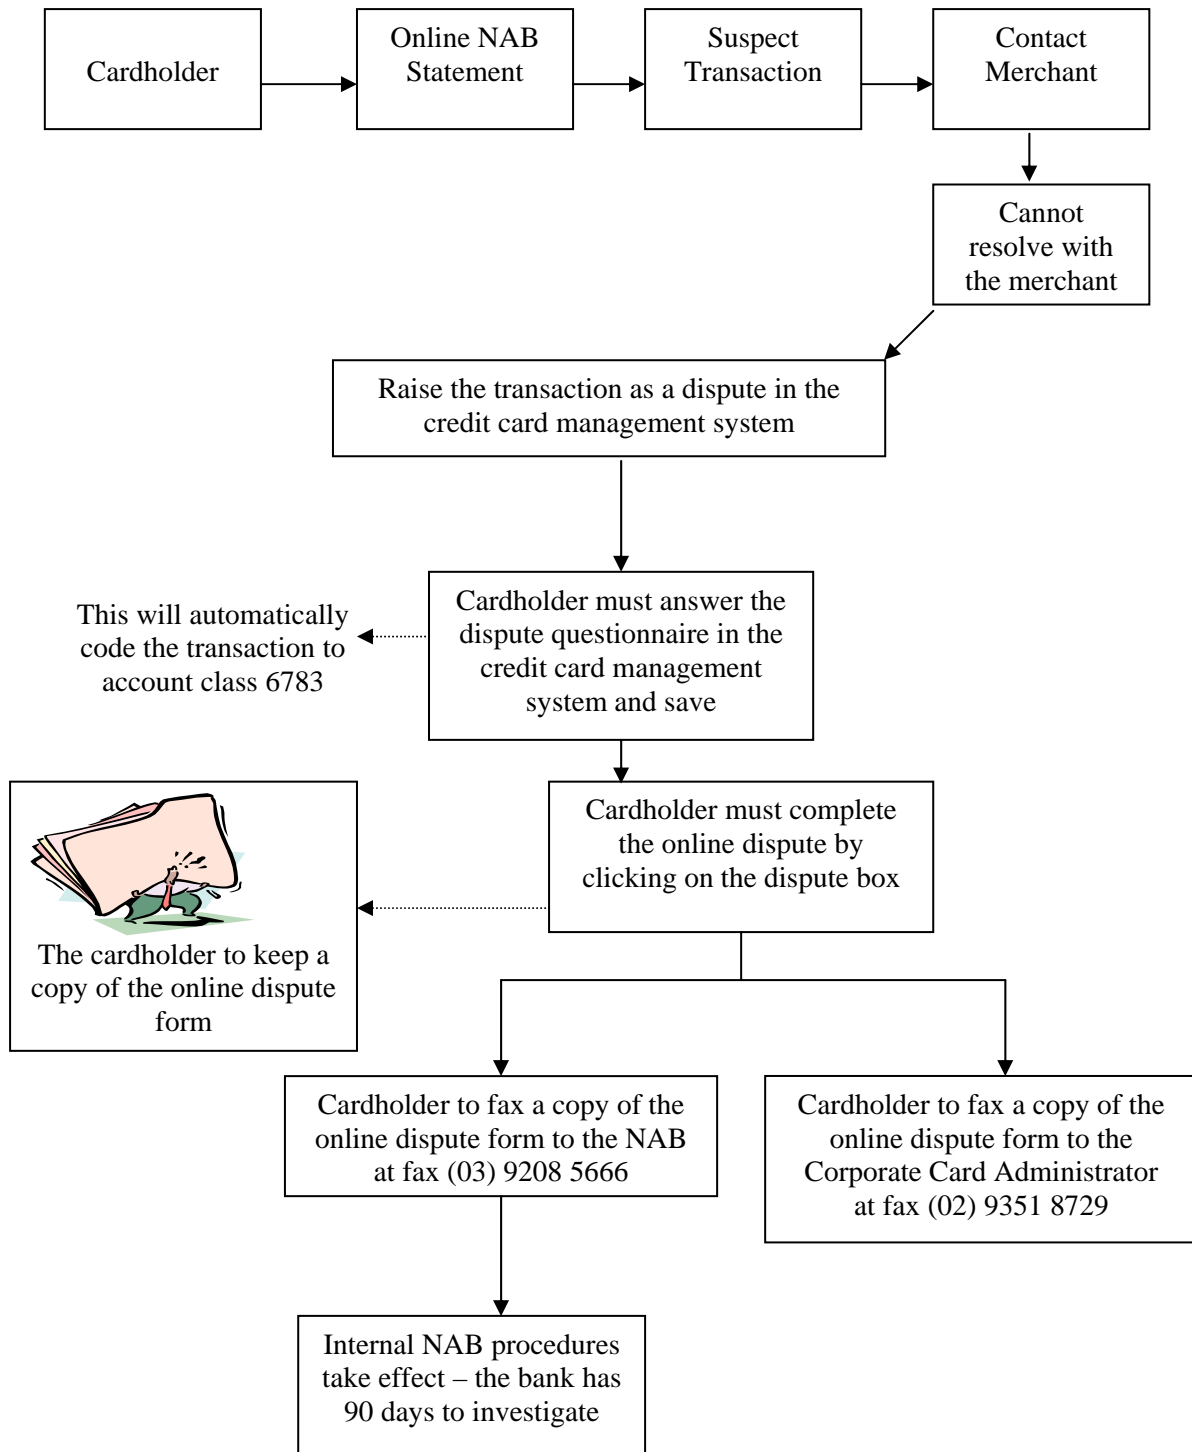 Cardholder
Online NAB
Statement
Suspect
Transaction
Contact
Merchant
Cannot
resolve with
the merchant
Raise the transaction as a dispute in the
credit card management system
Cardholder must answer the
dispute questionnaire in the
credit card management
system and save
This will automatically
code the transaction to
account class 6783
Cardholder must complete
the online dispute by
clicking on the dispute box
The cardholder to keep a
copy of the online dispute
form
Cardholder to fax a copy of the
online dispute form to the NAB
at fax (03) 9208 5666
Cardholder to fax a copy of the
online dispute form to the
Corporate Card Administrator
at fax (02) 9351 8729
Internal NAB procedures
take effect – the bank has
90 days to investigate